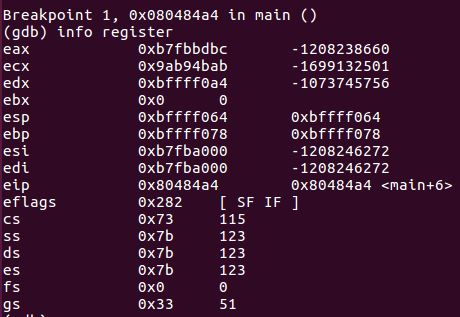 Breakpoint 1, 0x080484a4 in main ()
(gdb) info register
eax 0xb7fbbdbc -1208238660
ecx 0x9ab94bab -1699132501
edx 0xbffff0a4 -1073745756
ebx 0x0 0
esp 0xbffff064 0xbffff064
ebp 0xbffff078 0xbffff078
esi 0xb7fba000 -1208246272
edi 0xb7fba000 -1208246272
eip 0x80484a4 0x80484a4 <main+6>
eflags 0x282 [ SF IF ]
cs 0x73 115
ss 0x7b 123
ds 0x7b 123
es 0x7b 123
fs 0x0 0
gs 0x33 51